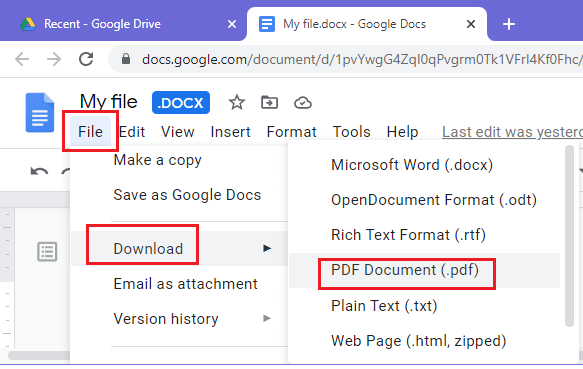 Recent - Google Drive
My file.docx - Google Docs
docs.google.com/document/d/1pvYwgG4ZqI0qPvgrm0Tk1VFrI4Kf0Fhc/
My file .DOCX
File Edit View Insert Format Tools Help Last edit was yesterd
Make a copy
Save as Google Docs
Download
Email as attachment
Version history
Microsoft Word (.docx)
OpenDocument Format (.odt)
Rich Text Format (.rtf)
PDF Document (.pdf)
Plain Text (.txt)
Web Page (.html, zipped)